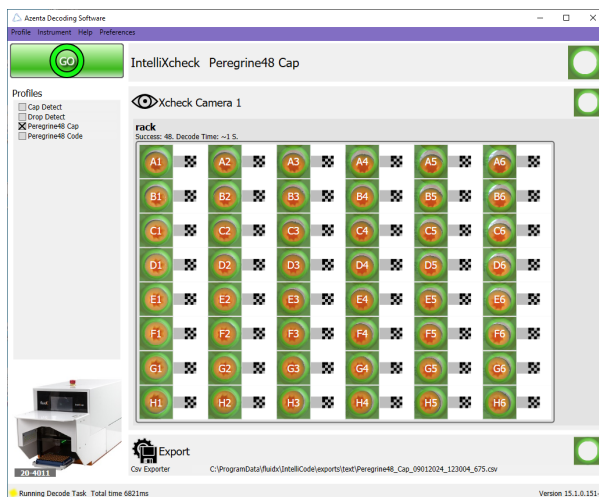 Azenta Decoding Software
Profile Instrument Help Preferences
GO
IntelliXcheck Peregrine48 Cap
Profiles
Cap Detect
Drop Detect
Peregrine48 Cap
Peregrine48 Code
Xcheck Camera 1
rack
Success: 48. Decode Time: ~1 S.
A1 A2 A3 A4 A5 A6
B1 B2 B3 B4 B5 B6
C1 C2 C3 C4 C5 C6
D1 D2 D3 D4 D5 D6
E1 E2 E3 E4 E5 E6
F1 F2 F3 F4 F5 F6
G1 G2 G3 G4 G5 G6
H1 H2 H3 H4 H5 H6
20-4011
Export
Csv Exporter C:\ProgramData\fluidx\IntelliCode\exports\text\Peregrine48_Cap_09012024_123004_675.csv
Running Decode Task Total time 6821ms
Version 15.1.0.151